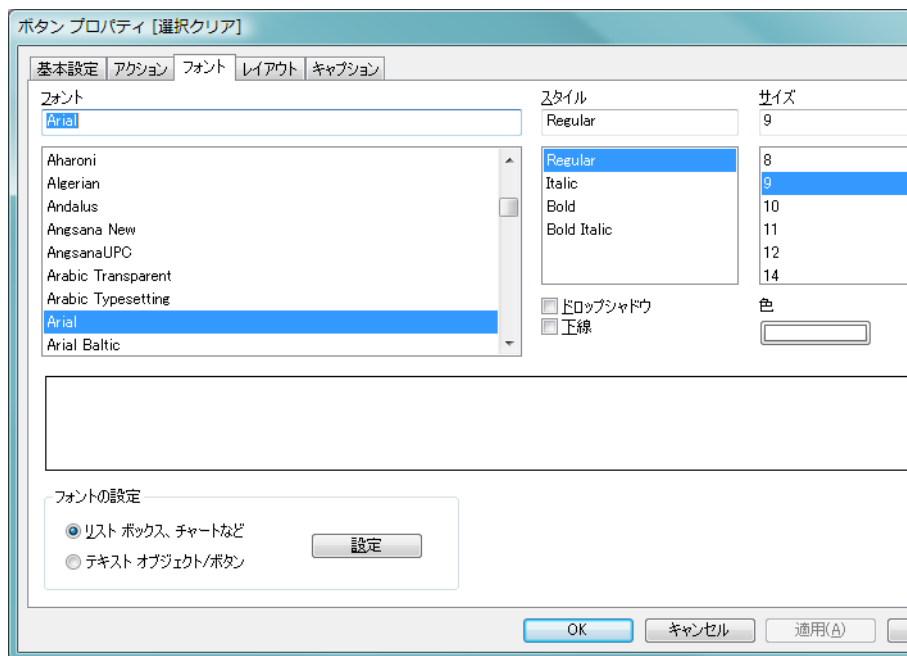 ボタン プロパティ [選択クリア]
基本設定 アクション フォント レイアウト キャプション
フォント スタイル サイズ
Arial Regular 9
Aharoni Regular 8
Algerian Italic 9
Andalus Bold 10
Angsana New Bold Italic 11
AngsanaUPC 12
Arabic Transparent 14
Arabic Typesetting ドロップシャドウ 色
Arial 下線
Arial Baltic
フォントの設定
リスト ボックス、チャートなど
設定
テキスト オブジェクト/ボタン
OK キャンセル 適用(A)